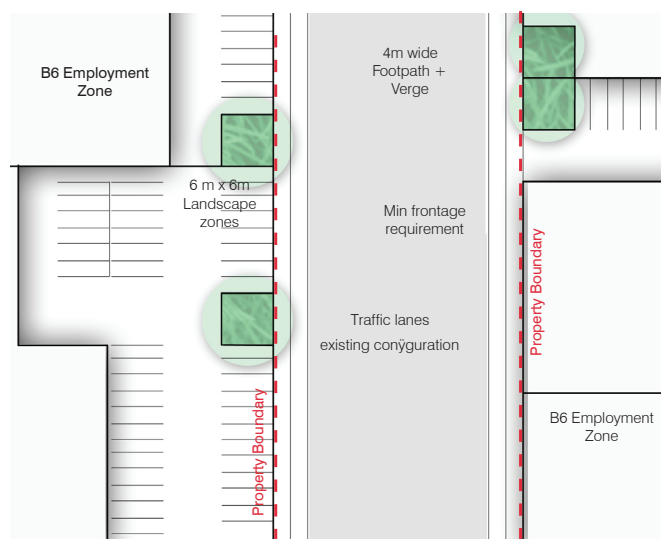 B6 Employment
Zone
4m wide
Footpath +
Verge
6 m x 6m
Landscape
zones
Min frontage
requirement
Property Boundary
Traffic lanes
existing conÿguration
Property Boundary
B6 Employment
Zone